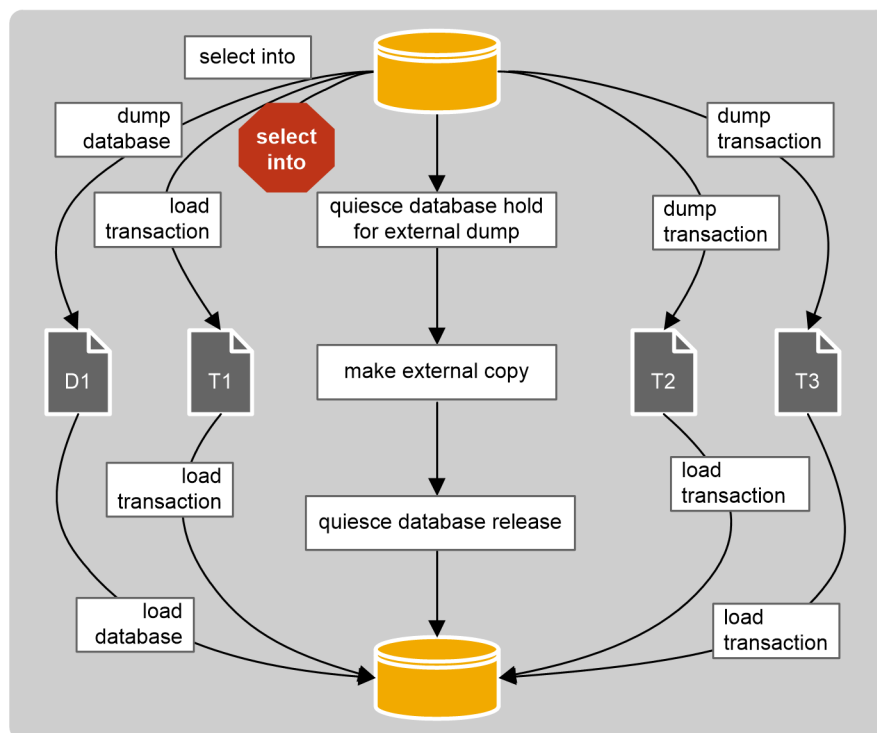 select into
dump
database
select
into
dump
transaction
load
transaction
quiesce database hold
for external dump
dump
transaction
D1
T1
make external copy
T2
T3
load
transaction
load
transaction
quiesce database release
load
database
load
transaction